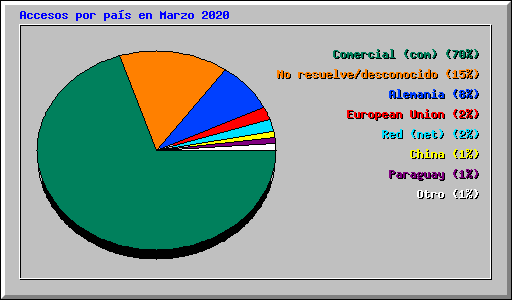 Accesos por país en Marzo 2020
Comercial (com) (70%)
No resuelve/desconocido (15%)
Alemania (8%)
European Union (2%)
Red (net) (2%)
China (1%)
Paraguay (1%)
Otro (1%)